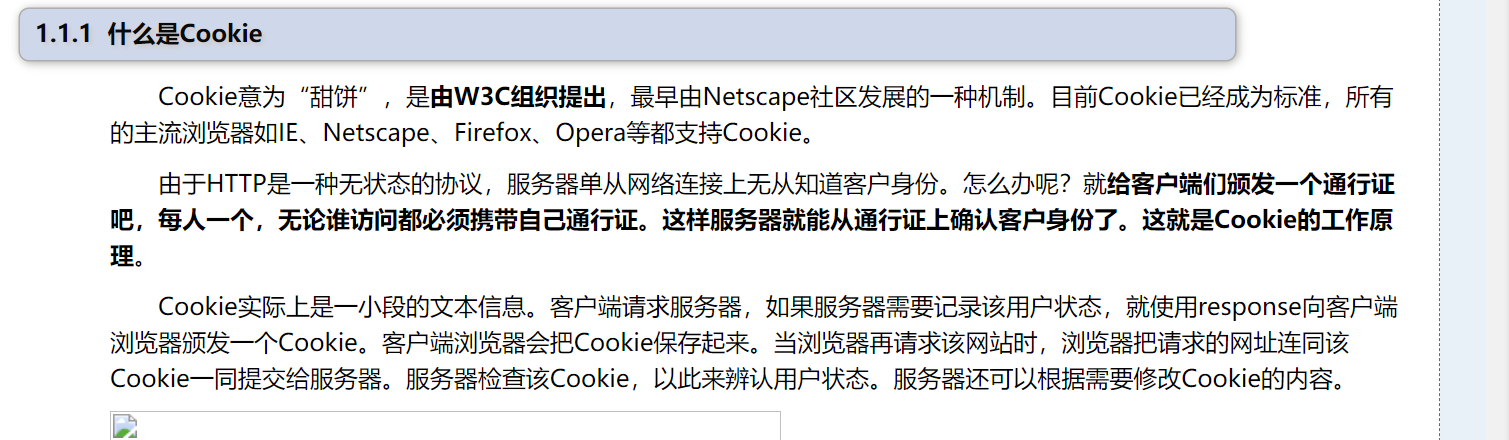 1.1.1 什么是Cookie
Cookie意为“甜饼”，是由W3C组织提出，最早由Netscape社区发展的一种机制。目前Cookie已经成为标准，所有
的主流浏览器如IE、Netscape、Firefox、Opera等都支持Cookie。
由于HTTP是一种无状态的协议，服务器单从网络连接上无从知道客户身份。怎么办呢？就给客户端们颁发一个通行证
吧，每人一个，无论谁访问都必须携带自己通行证。这样服务器就能从通行证上确认客户身份了。这就是Cookie的工作原
理。
Cookie实际上是一小段的文本信息。客户端请求服务器，如果服务器需要记录该用户状态，就使用response向客户端
浏览器颁发一个Cookie。客户端浏览器会把Cookie保存起来。当浏览器再请求该网站时，浏览器把请求的网址连同该
Cookie一同提交给服务器。服务器检查该Cookie，以此来辨认用户状态。服务器还可以根据需要修改Cookie的内容。